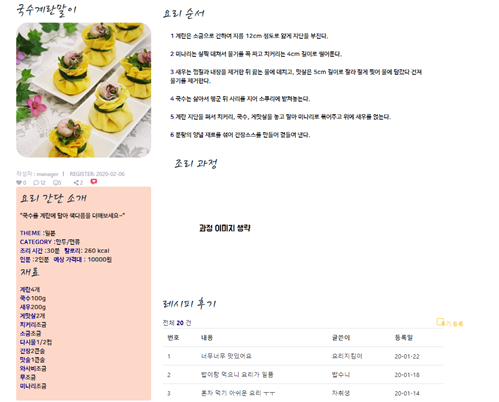 국수계란말이
작성자 : manager | REGISTER: 2020-02-06
0 12 0 2
요리 간단 소개
"국수를 계란에 말아 색다름을 더해보세요~"
THEME :일본
CATEGORY :만두/면류
조리 시간 :30분 칼로리: 260 kcal
인분 :2인분 예상 가격대 : 10000원
재료
계란4개
국수100g
새우200g
게맛살2개
치커리조금
소금조금
다시물1/2컵
간장2큰술
맛술1큰술
와사비조금
무조금
미나리조금
요리 순서
1 계란은 소금으로 간하여 지름 12cm 정도로 얇게 지단을 부친다.
2 미나리는 살짝 데쳐서 물기를 꼭 짜고 치커리는 4cm 길이로 뜯어둔다.
3 새우는 껍질과 내장을 제거한 뒤 끓는 물에 데치고, 맛살은 5cm 길이로 잘라 잘게 찢어 물에 담갔다 건져
물기를 제거한다.
4 국수는 삶아서 헹군 뒤 사리를 지어 소쿠리에 받쳐놓는다.
5 계란 지단을 펴서 치커리, 국수, 게맛살을 놓고 말아 미나리로 묶어주고 위에 새우를 얹는다.
6 분량의 양념 재료를 섞어 간장소스를 만들어 곁들여 낸다.
조리 과정
과정 이미지 생략
레시피 후기
전체 20 건
후기 등록
번호 내용 글쓴이 등록일
1 너무너무 맛있어요 요리지킴이 20-01-22
2 밥이랑 먹으니 요리가 일품 밥수니 20-01-18
3 혼자 먹기 아쉬운 요리 ㅜㅜ 자취생 20-01-14